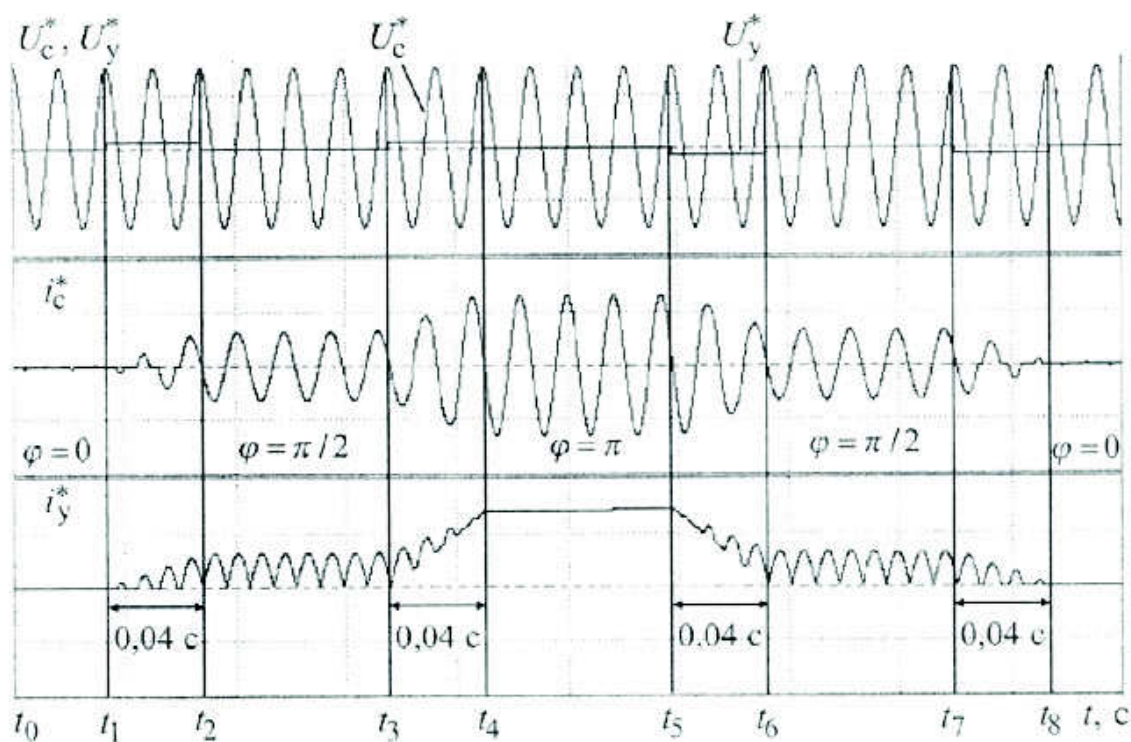 U*с, U*у U*с U*у
i*с
φ = 0 φ = π / 2 φ = π φ = π / 2 φ = 0
i*у
0,04 с 0,04 с 0,04 с 0,04 с
t0 t1 t2 t3 t4 t5 t6 t7 t8 t, с